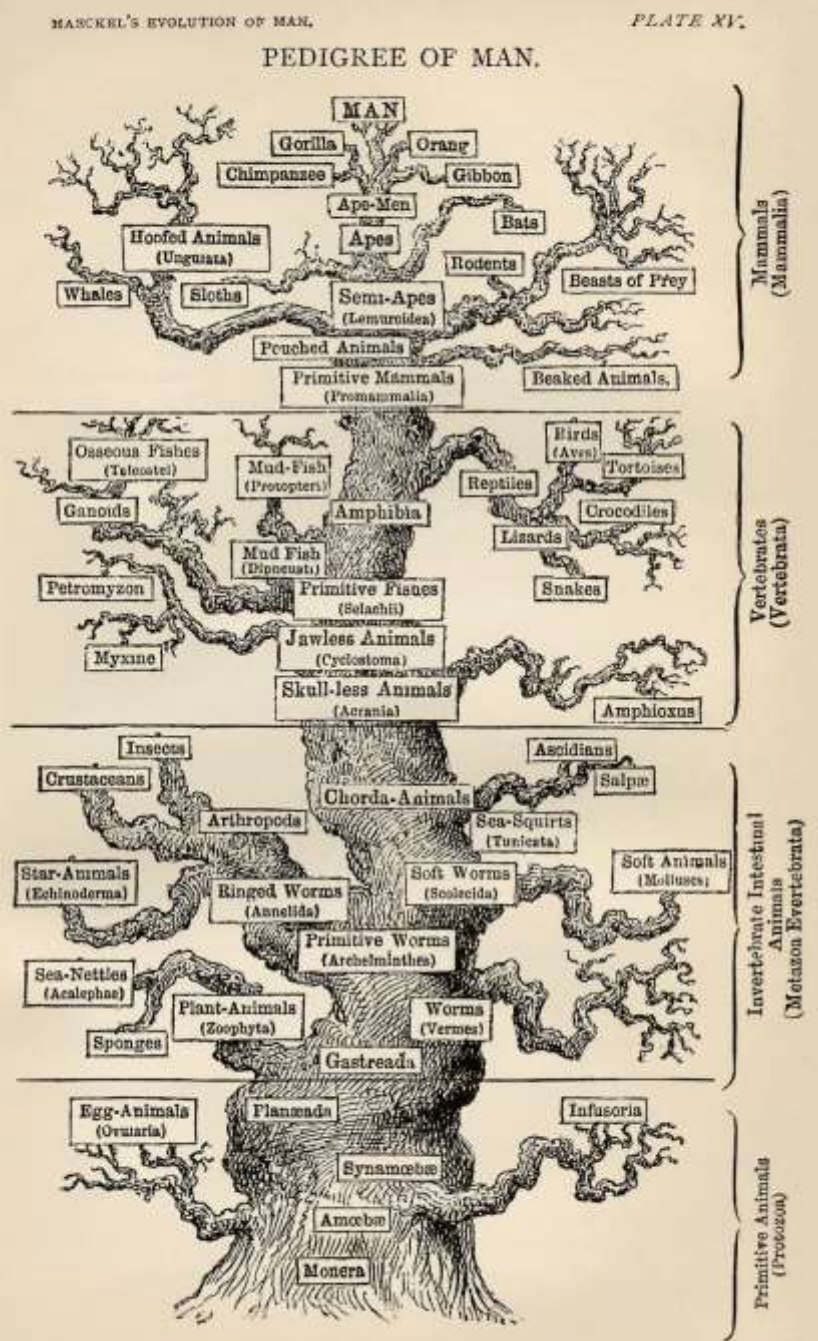 HAECKEL'S EVOLUTION OF MAN.
PLATE XV.
PEDIGREE OF MAN.
MAN
Gorilla
Orang
Chimpanzee
Gibbon
Ape-Men
Bats
Hoofed Animals
(Ungulata)
Apes
Rodents
Beasts of Prey
Whales
Sloths
Semi-Apes
(Lemuroidea)
Pouched Animals
Primitive Mammals
(Promammalia)
Beaked Animals.
Mammals
(Mammalia)
Osseous Fishes
(Teleostei)
Mud-Fish
(Protopteri)
Birds
(Aves)
Tortoises
Reptiles
Ganoids
Amphibia
Crocodiles
Lizards
Mud Fish
(Dipneusti)
Petromyzon
Primitive Fishes
(Selachii)
Snakes
Jawless Animals
(Cyclostoma)
Myxine
Skull-less Animals
(Acrania)
Amphioxus
Vertebrates
(Vertebrata)
Insects
Ascidians
Crustaceans
Salpæ
Chorda-Animals
Arthropods
Sea-Squirts
(Tunicata)
Star-Animals
(Echinoderma)
Ringed Worms
(Annelida)
Soft Worms
(Scolecida)
Soft Animals
(Molluscs)
Primitive Worms
(Archelminthes)
Sea-Nettles
(Acalephae)
Plant-Animals
(Zoophyta)
Worms
(Vermes)
Sponges
Gastreada
Invertebrate Intestinal
Animals
(Metazoa Evertebrata)
Egg-Animals
(Ovularia)
Planæada
Infusoria
Synamœbæ
Amœbæ
Monera
Primitive Animals
(Protozoa)